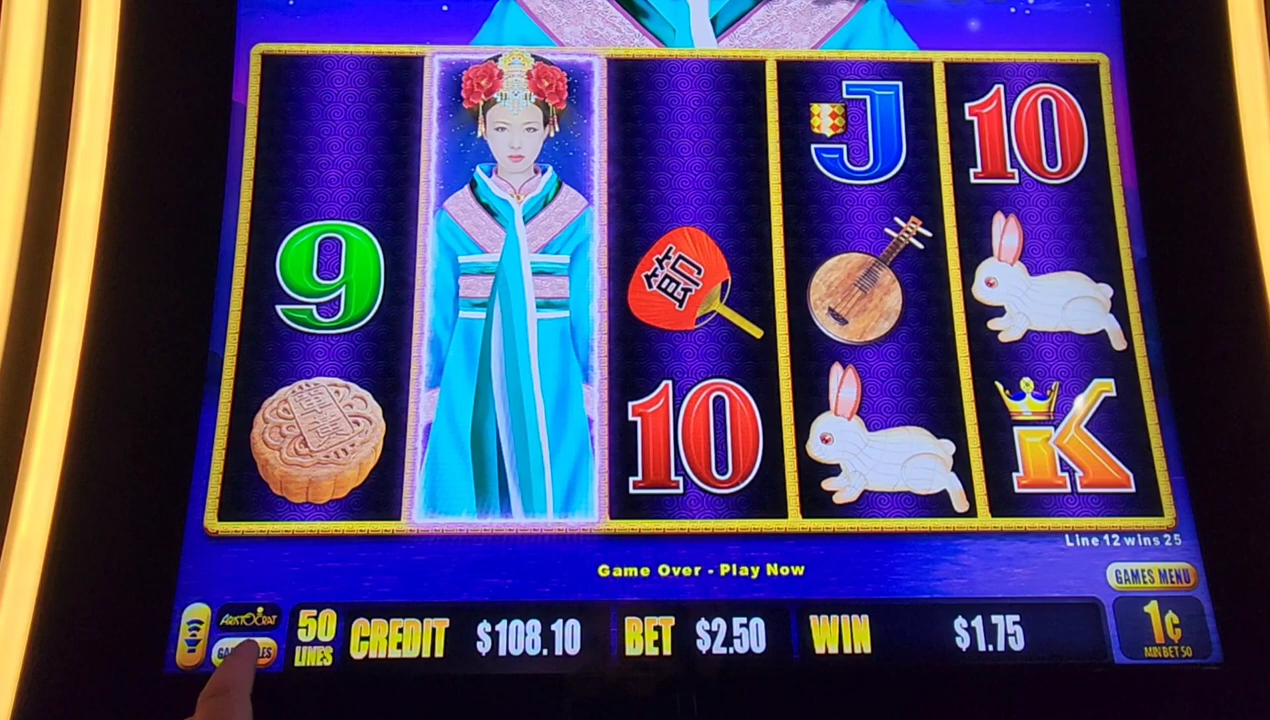 J
10
9
節
10
K
Line 12 wins 25
Game Over - Play Now
GAMES MENU
ARISTOCRAT
50
LINES
CREDIT $108.10
BET $2.50
WIN $1.75
1¢
MIN BET 50